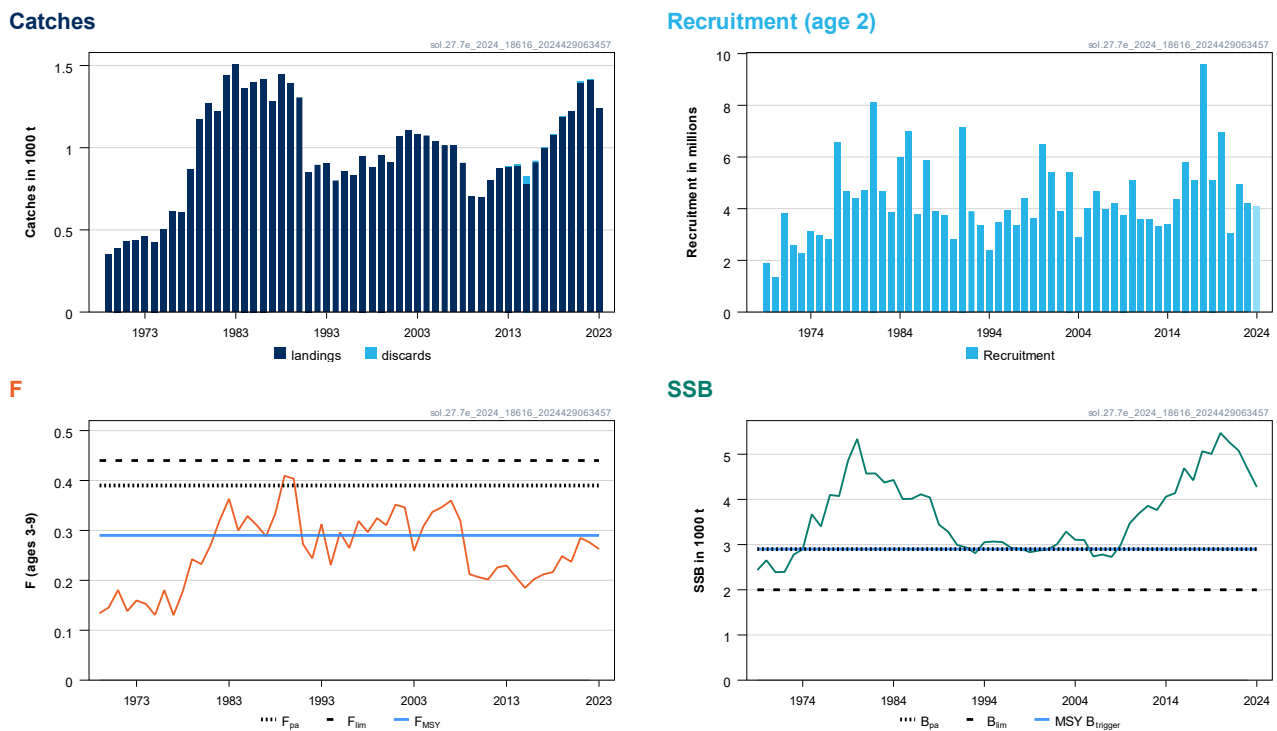 Catches
sol.27.7e_2024_18616_2024429063457
Catches in 1000 t
1.5
1
0.5
0
1973 1983 1993 2003 2013 2023
landings discards
Recruitment (age 2)
sol.27.7e_2024_18616_2024429063457
Recruitment in millions
10
8
6
4
2
0
1974 1984 1994 2004 2014 2024
Recruitment
F
sol.27.7e_2024_18616_2024429063457
F (ages 3-9)
0.5
0.4
0.3
0.2
0.1
0
1973 1983 1993 2003 2013 2023
Fpa Flim FMSY
SSB
sol.27.7e_2024_18616_2024429063457
SSB in 1000 t
5
4
3
2
1
0
1974 1984 1994 2004 2014 2024
Bpa Blim MSY Btrigger